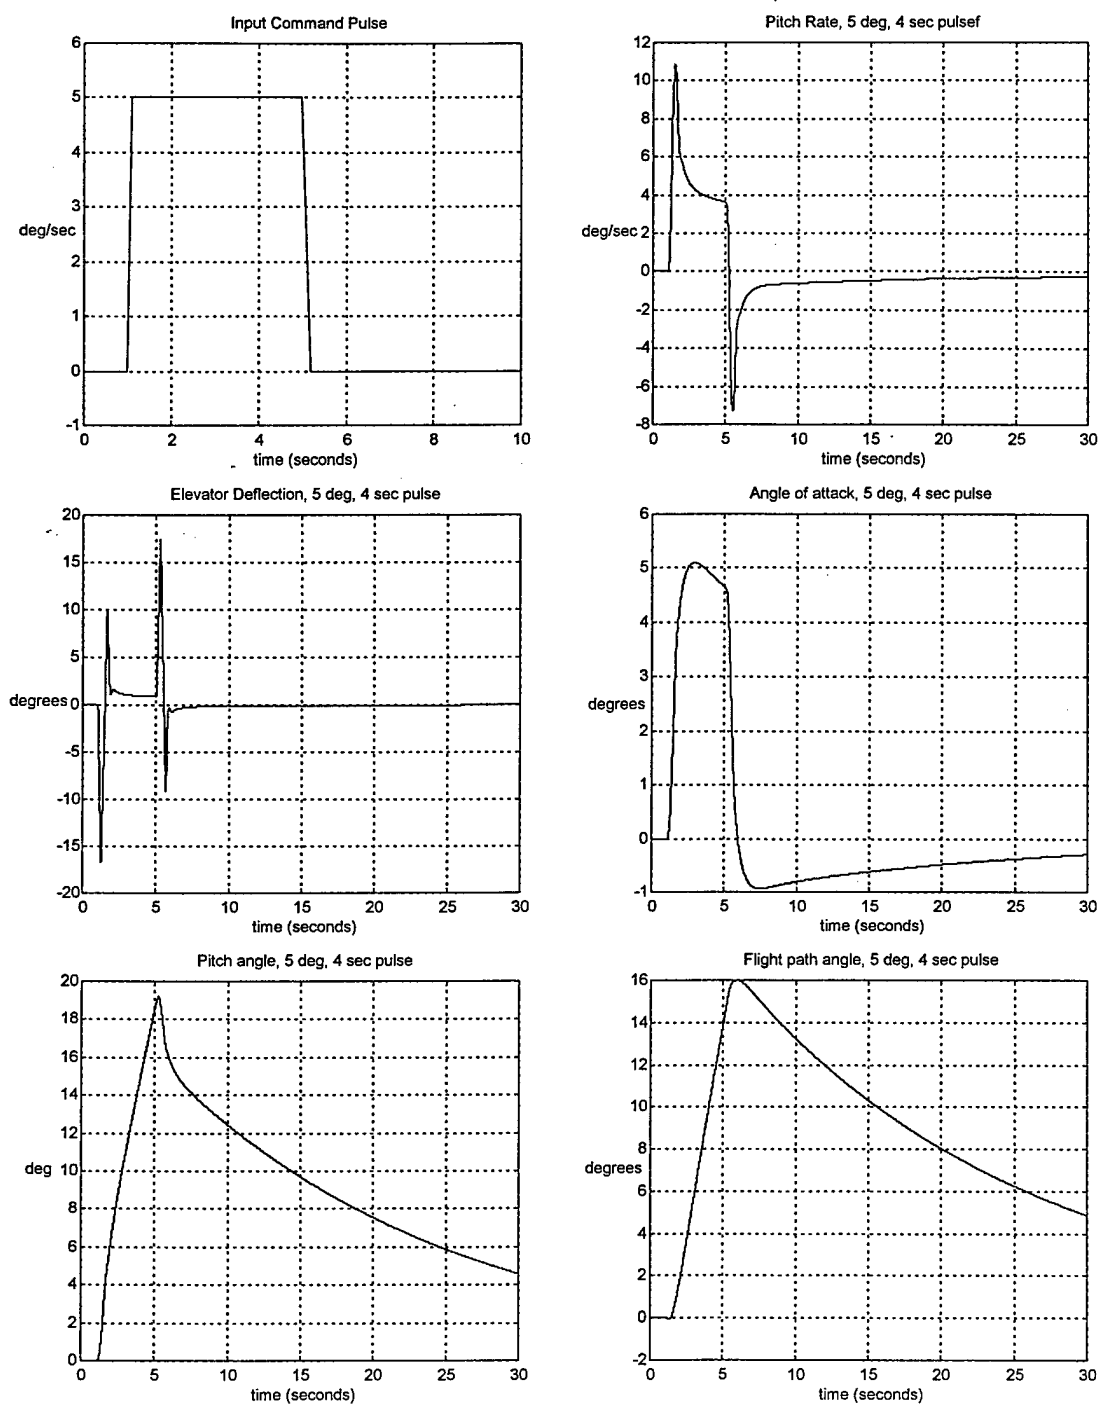 Input Command Pulse
6
5
4
3
deg/sec
2
1
0
-1
0 2 4 6 8 10
time (seconds)
Pitch Rate, 5 deg, 4 sec pulsef
12
10
8
6
4
deg/sec 2
0
-2
-4
-6
-8
0 5 10 15 20 25 30
time (seconds)
Elevator Deflection, 5 deg, 4 sec pulse
20
15
10
5
degrees 0
-5
-10
-15
-20
0 5 10 15 20 25 30
time (seconds)
Angle of attack, 5 deg, 4 sec pulse
6
5
4
3
degrees
2
1
0
-1
0 5 10 15 20 25 30
time (seconds)
Pitch angle, 5 deg, 4 sec pulse
20
18
16
14
12
deg 10
8
6
4
2
0
0 5 10 15 20 25 30
time (seconds)
Flight path angle, 5 deg, 4 sec pulse
16
14
12
10
8
degrees
6
4
2
0
-2
0 5 10 15 20 25 30
time (seconds)